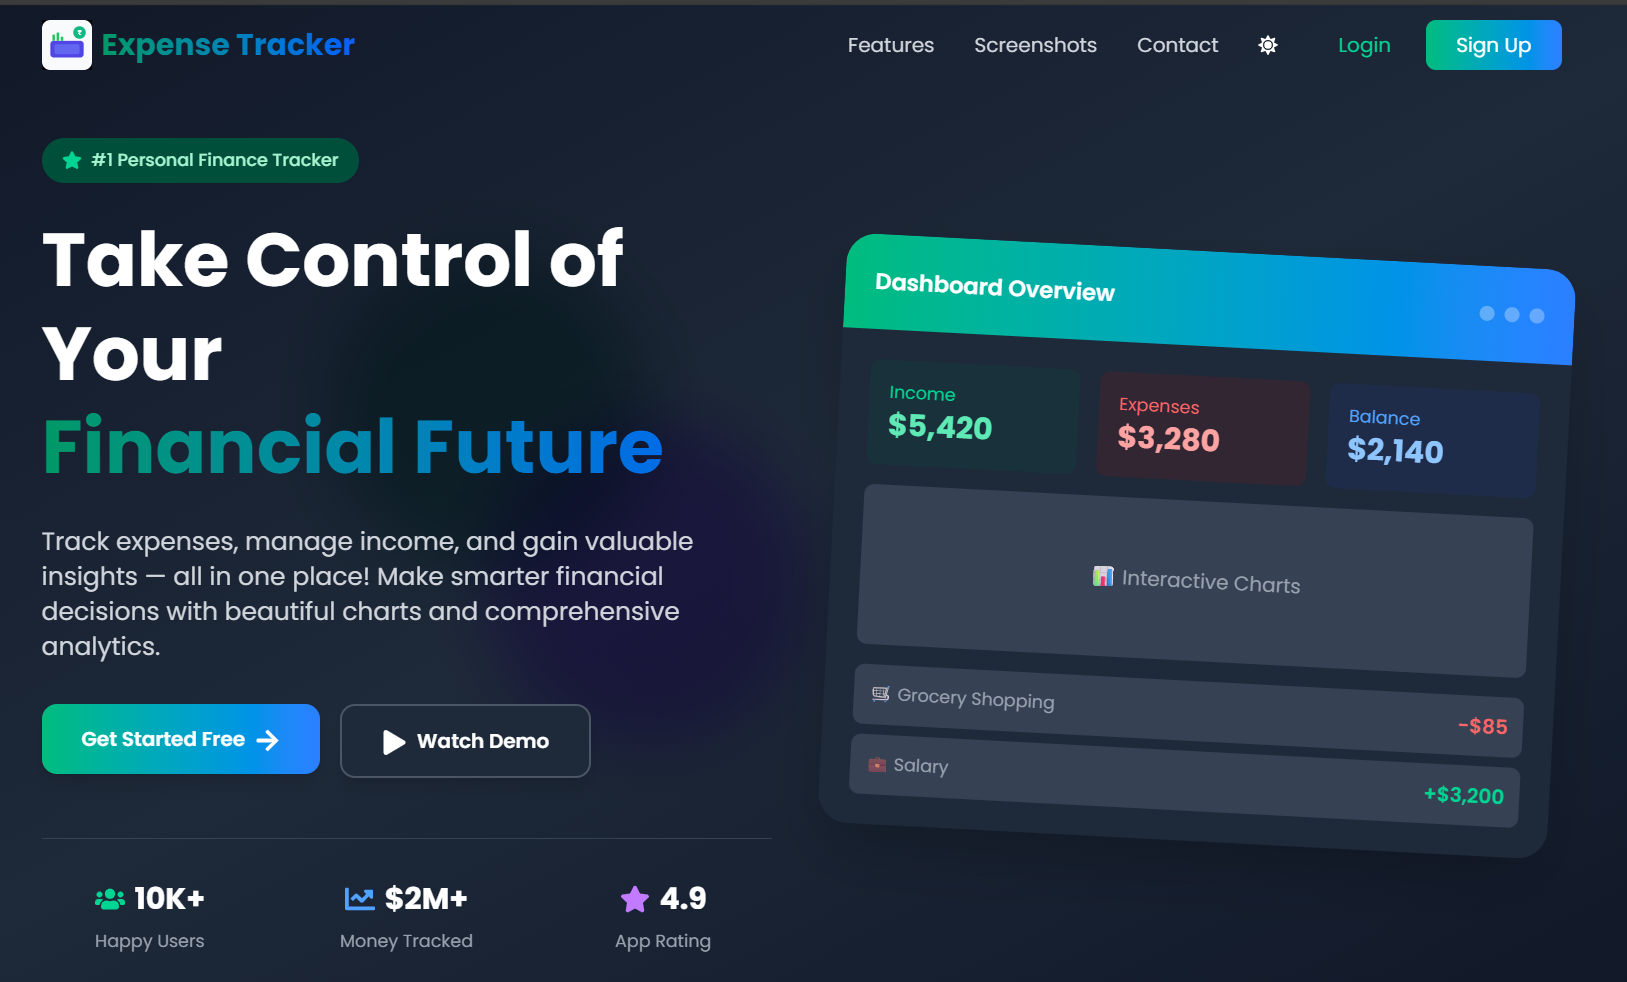 Expense Tracker
Features
Screenshots
Contact
Login
Sign Up
#1 Personal Finance Tracker
Take Control of
Your
Financial Future
Track expenses, manage income, and gain valuable
insights — all in one place! Make smarter financial
decisions with beautiful charts and comprehensive
analytics.
Get Started Free
Watch Demo
10K+
Happy Users
$2M+
Money Tracked
4.9
App Rating
Dashboard Overview
Income
$5,420
Expenses
$3,280
Balance
$2,140
Interactive Charts
Grocery Shopping
-$85
Salary
+$3,200